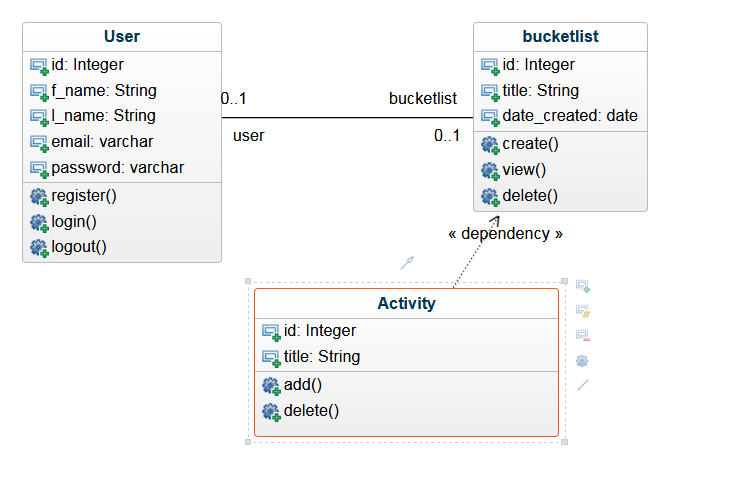 User
id: Integer
f_name: String
l_name: String
email: varchar
password: varchar
register()
login()
logout()
0..1
bucketlist
user
0..1
bucketlist
id: Integer
title: String
date_created: date
create()
view()
delete()
« dependency »
Activity
id: Integer
title: String
add()
delete()